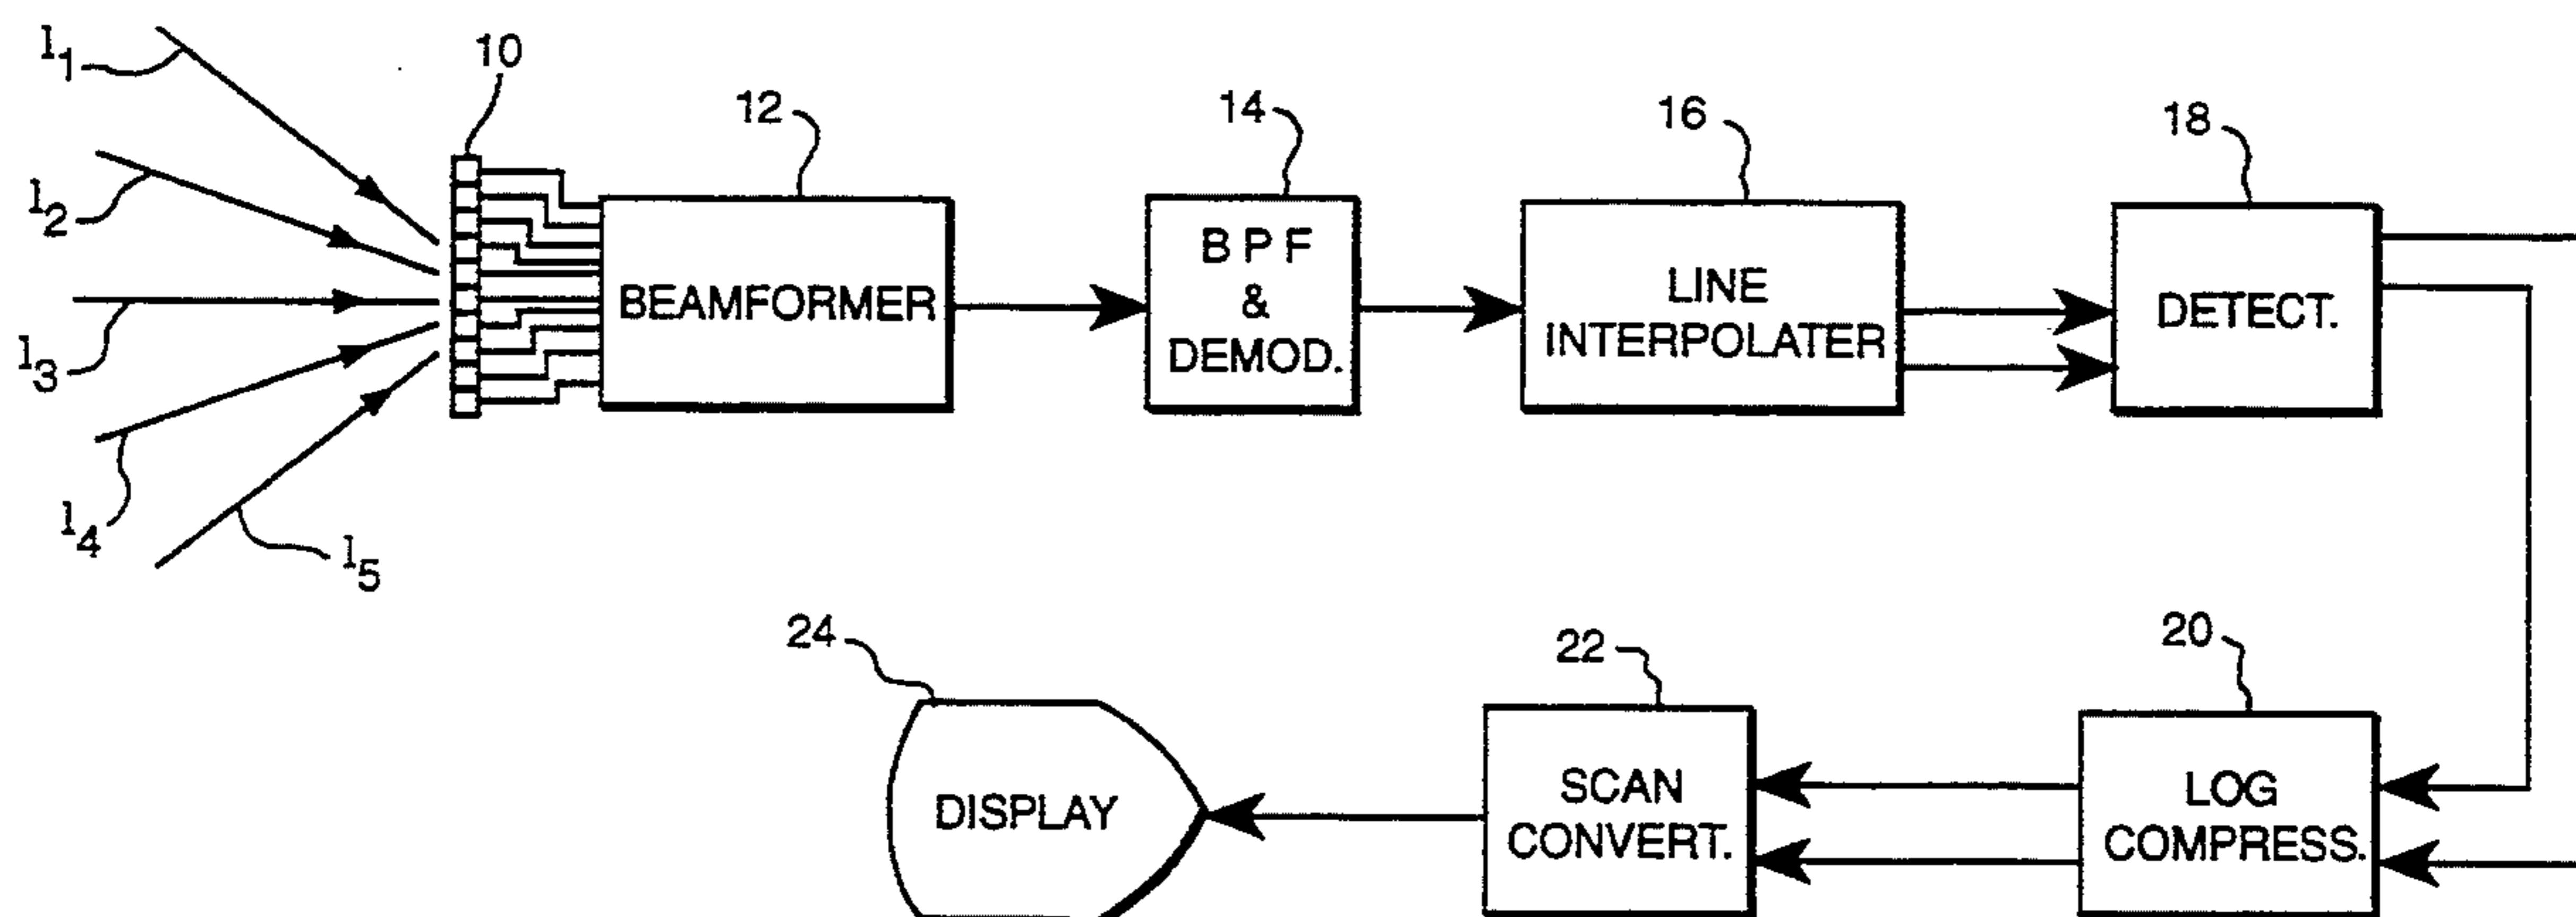 l1
10
12
14
16
18
l2
l3
l4
l5
BEAMFORMER
B P F
&
DEMOD.
LINE
INTERPOLATER
DETECT.
24
22
20
DISPLAY
SCAN
CONVERT.
LOG
COMPRESS.